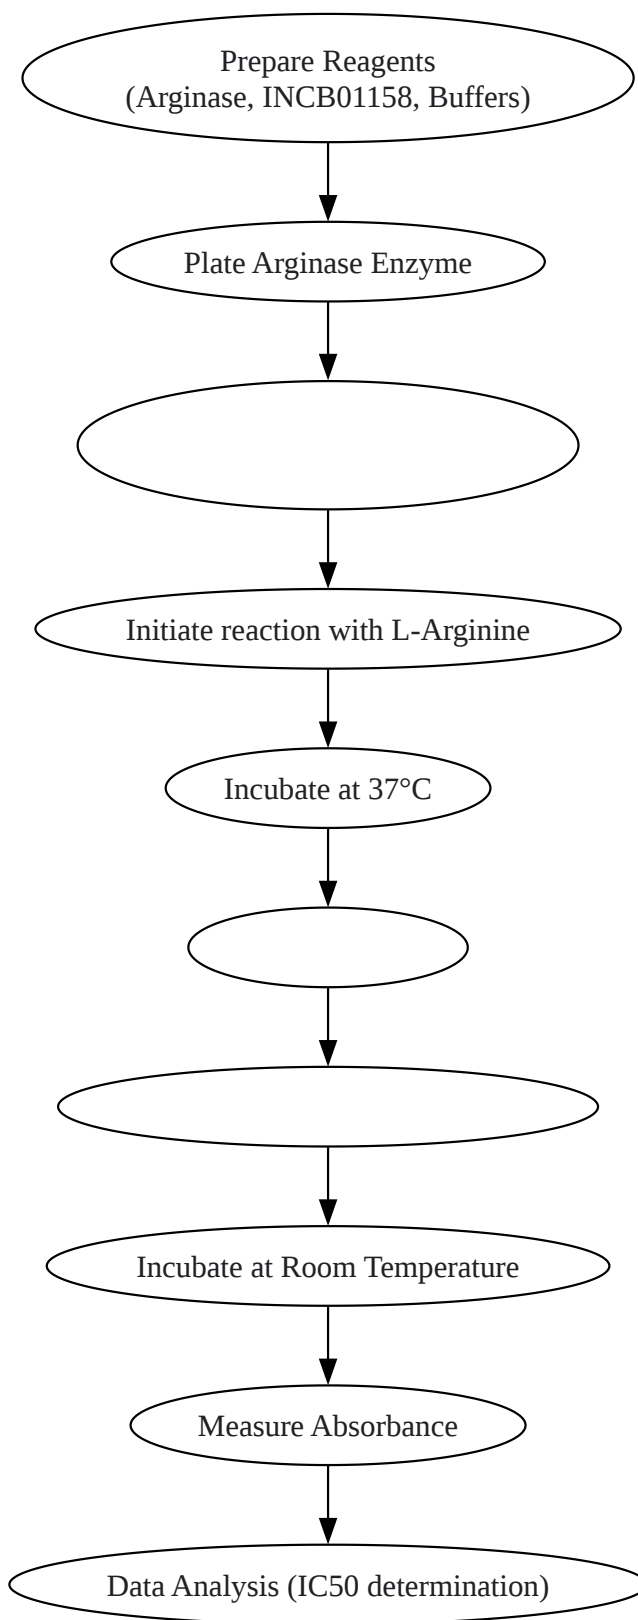 Prepare Reagents
(Arginase, INCB01158, Buffers)
Plate Arginase Enzyme
Initiate reaction with L-Arginine
Incubate at 37°C
Incubate at Room Temperature
Measure Absorbance
Data Analysis (IC50 determination)